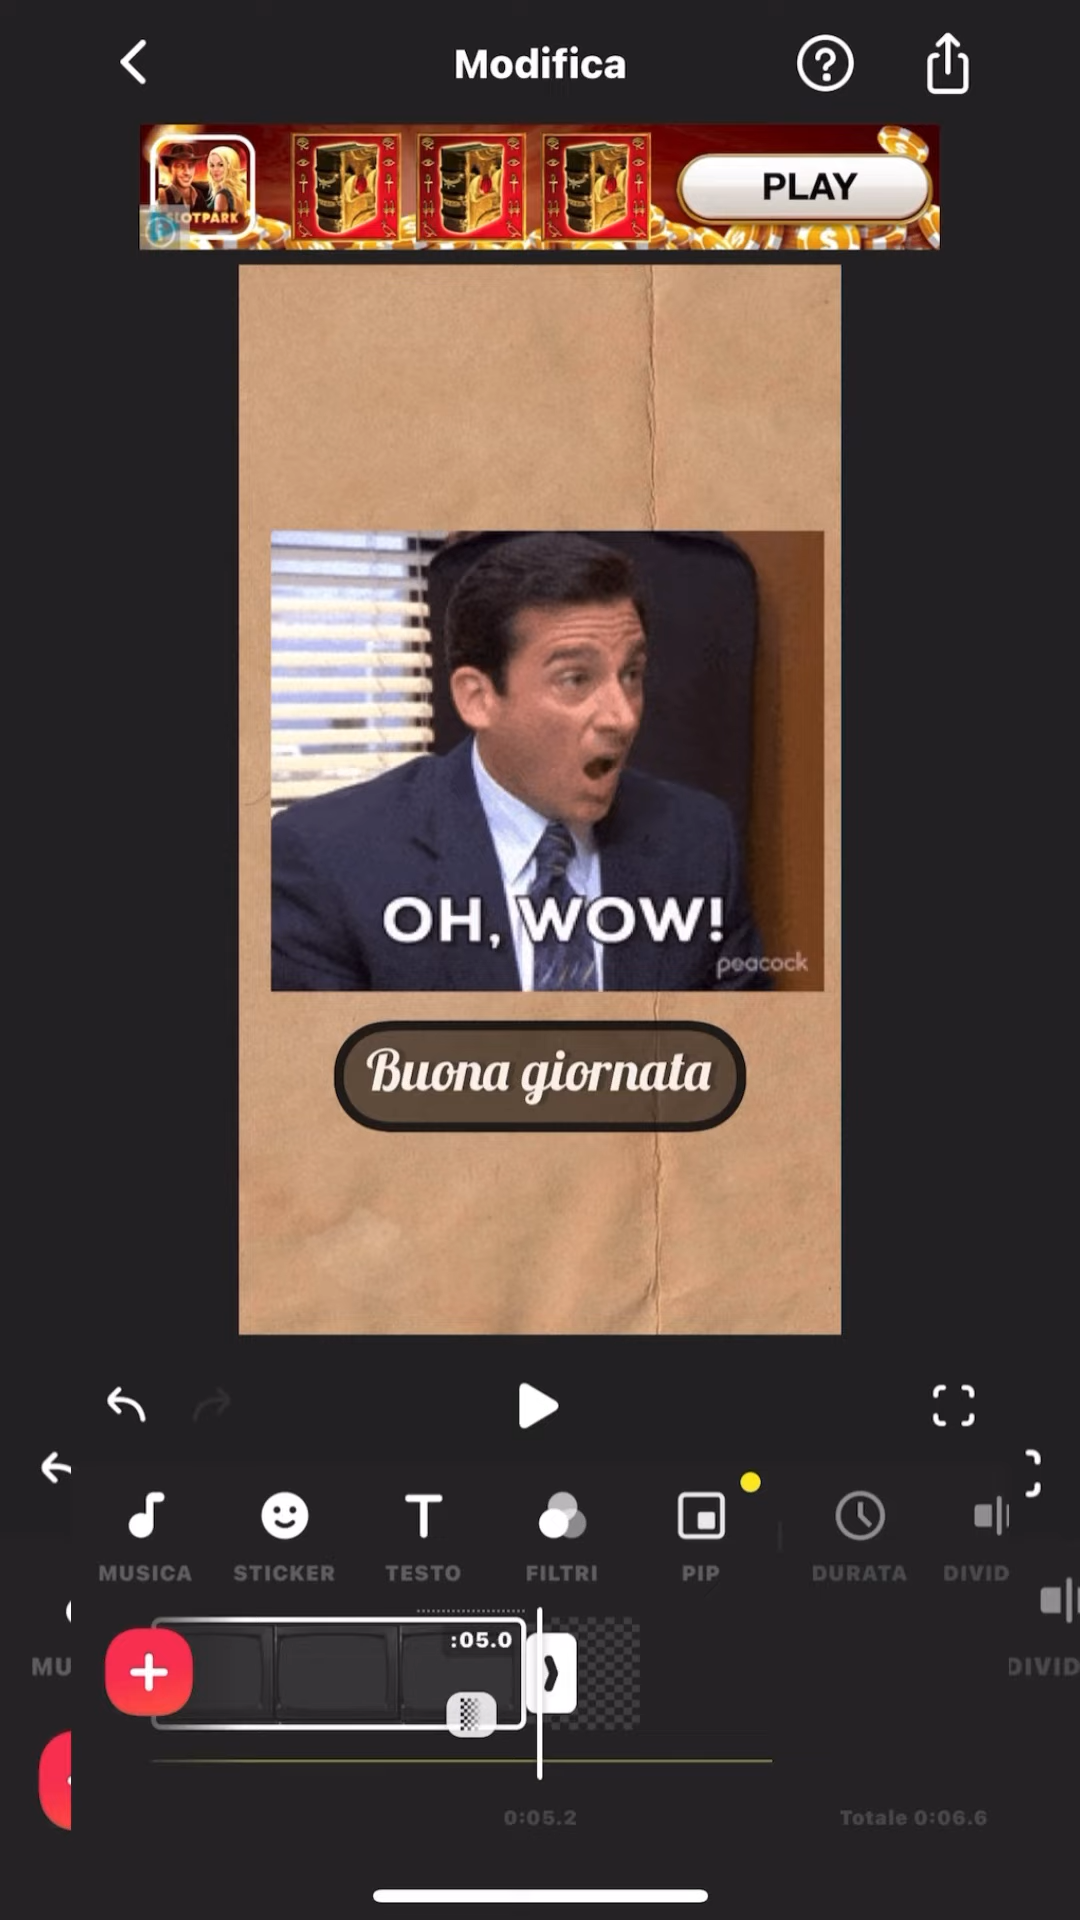 Modifica
SLOTPARK
PLAY
OH, WOW!
peacock
Buona giornata
MUSICA STICKER TESTO FILTRI PIP DURATA DIVID
MU
DIVID
:05.0
0:05.2
Totale 0:06.6